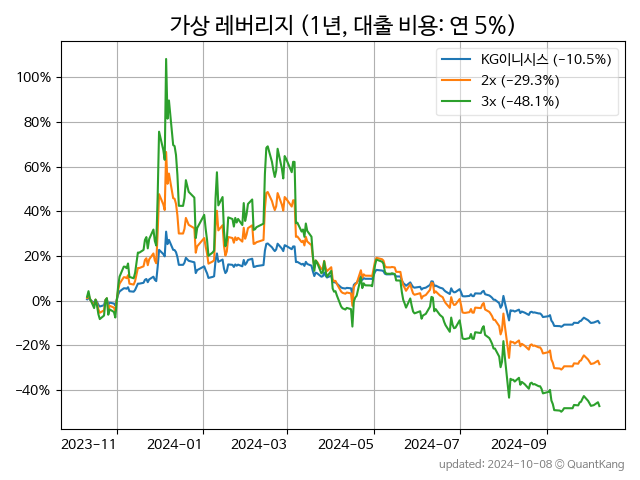 가상 레버리지 (1년, 대출 비용: 연 5%)
KG이니시스 (−10.5%)
2x (−29.3%)
3x (−48.1%)
100%
80%
60%
40%
20%
0%
−20%
−40%
2023-11
2024-01
2024-03
2024-05
2024-07
2024-09
updated: 2024-10-08 © QuantKang